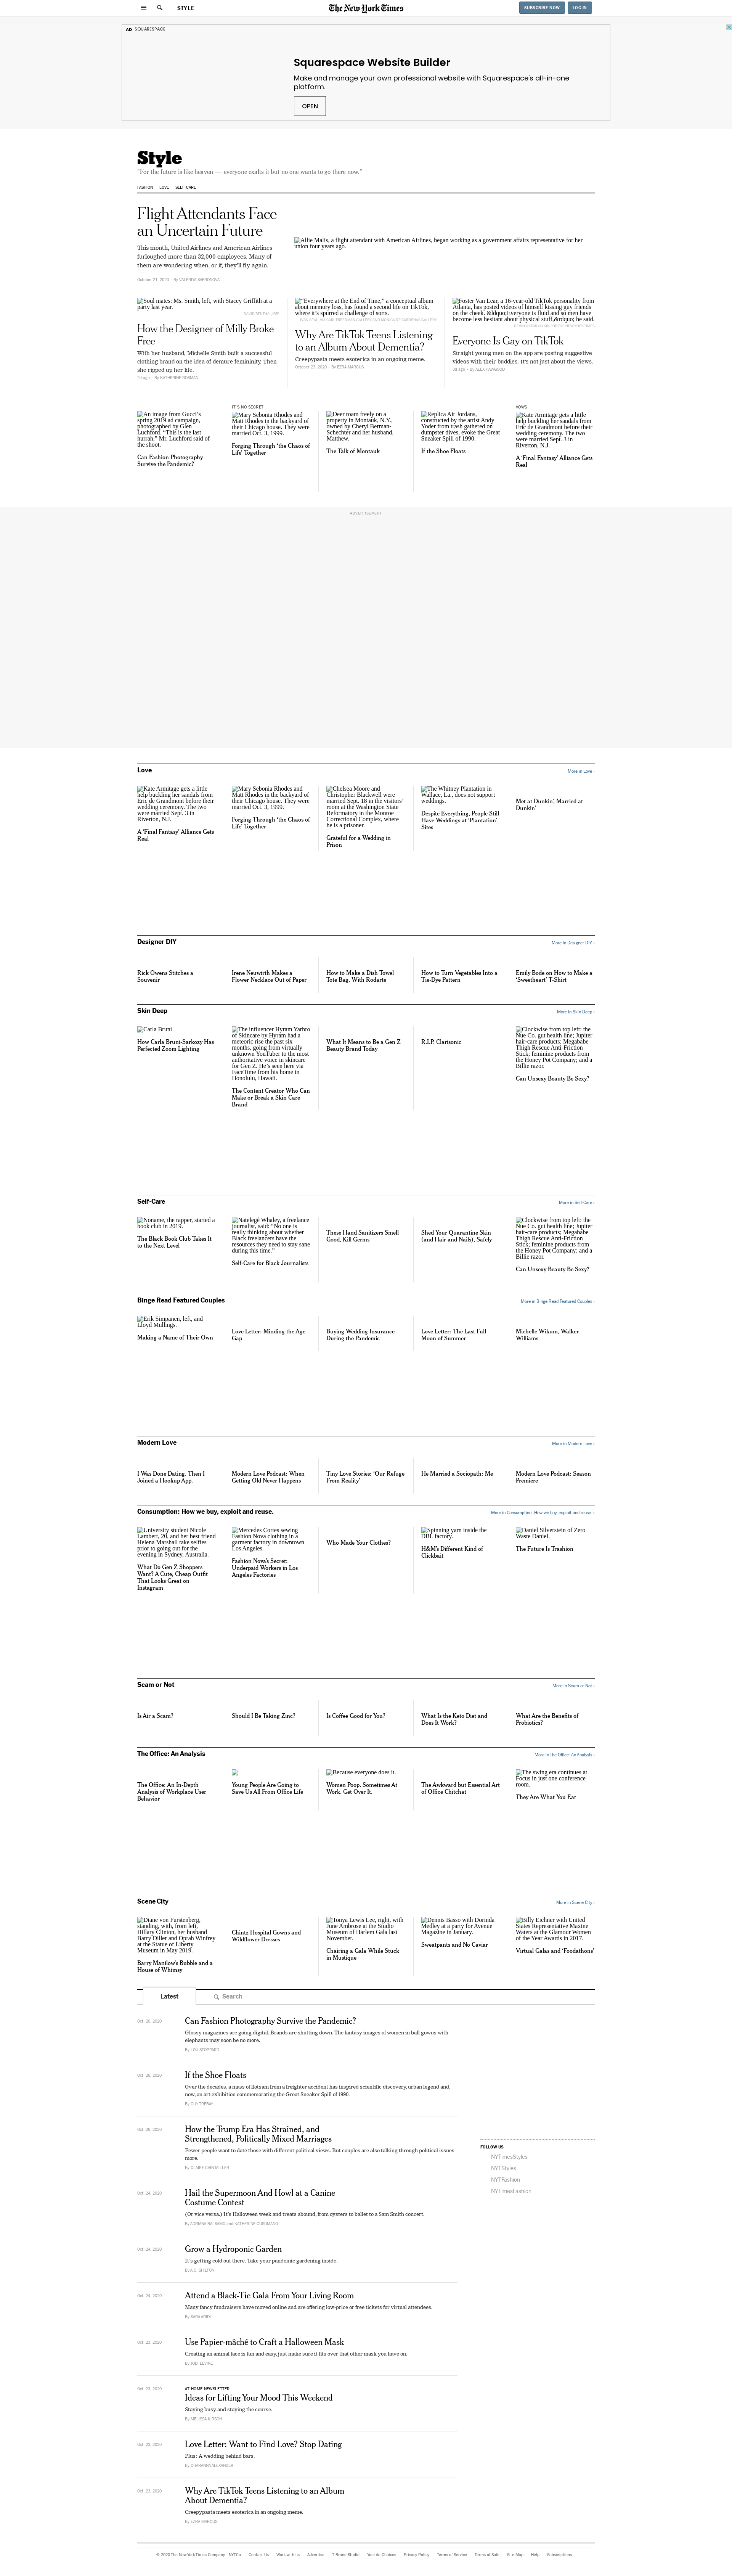 STYLE
The New York Times
SUBSCRIBE NOW
LOG IN
AD SQUARESPACE
Squarespace Website Builder
Make and manage your own professional website with Squarespace's all-in-one
platform.
OPEN
Style
"For the future is like heaven — everyone exalts it but no one wants to go there now."
FASHION LOVE SELF-CARE
Flight Attendants Face
an Uncertain Future
This month, United Airlines and American Airlines
furloughed more than 32,000 employees. Many of
them are wondering when, or if, they'll fly again.
October 21, 2020 · By VALERIYA SAFRONOVA
Allie Malis, a flight attendant with American Airlines, began working as a government affairs representative for her
union four years ago.
Soul mates: Ms. Smith, left, with Stacey Griffith at a
party last year.
How the Designer of Milly Broke
Free
With her husband, Michelle Smith built a successful
clothing brand on the idea of demure femininity. Then
she ripped up her life.
"Everywhere at the End of Time," a conceptual album
about memory loss, found a second life on TikTok,
where it's spurred a challenge of sorts.
Why Are TikTok Teens Listening
to an Album About Dementia?
Creepypasta meets esoterica in an ongoing meme.
October 23, 2020 · By EZRA MARCUS
Foster Van Lear, a 16-year-old TikTok personality from
Atlanta, has posted videos of himself kissing guy friends
on the cheek. &ldquo;Everyone is fluid and so men have
become less hesitant about physical stuff,&rdquo; he said.
Everyone Is Gay on TikTok
Straight young men on the app are posting suggestive
videos with their buddies. It's not just about the views.
3d ago · By ALEX HAWGOOD
An image from Gucci's
spring 2019 ad campaign,
photographed by Glen
Luchford. "This is the last
hurrah," Mr. Luchford said of
the shoot.
Can Fashion Photography
Survive the Pandemic?
IT'S NO SECRET
Mary Sebonia Rhodes and
Matt Rhodes in the backyard of
their Chicago house. They were
married Oct. 3, 1999.
Forging Through 'the Chaos of
Life' Together
Deer roam freely on a
property in Montauk, N.Y.,
owned by Cheryl Berman-
Schechter and her husband,
Matthew.
The Talk of Montauk
Replica Air Jordans,
constructed by the artist Andy
Yoder from trash gathered on
dumpster dives, evoke the Great
Sneaker Spill of 1990.
If the Shoe Floats
VOWS
Kate Armitage gets a little
help buckling her sandals from
Eric de Grandmont before their
wedding ceremony. The two
were married Sept. 3 in
Riverton, N.J.
A 'Final Fantasy' Alliance Gets
Real
ADVERTISEMENT
Love
More in Love ›
Kate Armitage gets a little
help buckling her sandals from
Eric de Grandmont before their
wedding ceremony. The two
were married Sept. 3 in
Riverton, N.J.
A 'Final Fantasy' Alliance Gets
Real
Mary Sebonia Rhodes and
Matt Rhodes in the backyard of
their Chicago house. They were
married Oct. 3, 1999.
Forging Through 'the Chaos of
Life' Together
Chelsea Moore and
Christopher Blackwell were
married Sept. 18 in the visitors'
room at the Washington State
Reformatory in the Monroe
Correctional Complex, where
he is a prisoner.
Grateful for a Wedding in
Prison
The Whitney Plantation in
Wallace, La., does not support
weddings.
Despite Everything, People Still
Have Weddings at 'Plantation'
Sites
Met at Dunkin', Married at
Dunkin'
Designer DIY
More in Designer DIY ›
Rick Owens Stitches a
Souvenir
Irene Neuwirth Makes a
Flower Necklace Out of Paper
How to Make a Dish Towel
Tote Bag, With Rodarte
How to Turn Vegetables Into a
Tie-Dye Pattern
Emily Bode on How to Make a
'Sweetheart' T-Shirt
Skin Deep
More in Skin Deep ›
Carla Bruni
How Carla Bruni-Sarkozy Has
Perfected Zoom Lighting
The influencer Hyram Yarbro
of Skincare by Hyram had a
meteoric rise the past six
months, going from virtually
unknown YouTuber to the most
authoritative voice in skincare
for Gen Z. He's seen here via
FaceTime from his home in
Honolulu, Hawaii.
The Content Creator Who Can
Make or Break a Skin Care
Brand
What It Means to Be a Gen Z
Beauty Brand Today
R.I.P. Clarisonic
Clockwise from top left: the
Nue Co. gut health line; Jupiter
hair-care products; Megababe
Thigh Rescue Anti-Friction
Stick; feminine products from
the Honey Pot Company; and a
Billie razor.
Can Unsexy Beauty Be Sexy?
Self-Care
More in Self-Care ›
Noname, the rapper, started a
book club in 2019.
The Black Book Club Takes It
to the Next Level
Natelegé Whaley, a freelance
journalist, said: "No one is
really thinking about whether
Black freelancers have the
resources they need to stay sane
during this time."
Self-Care for Black Journalists
These Hand Sanitizers Smell
Good, Kill Germs
Shed Your Quarantine Skin
(and Hair and Nails), Safely
Clockwise from top left: the
Nue Co. gut health line; Jupiter
hair-care products; Megababe
Thigh Rescue Anti-Friction
Stick; feminine products from
the Honey Pot Company; and a
Billie razor.
Can Unsexy Beauty Be Sexy?
Binge Read Featured Couples
More in Binge Read Featured Couples ›
Erik Simpanen, left, and
Lloyd Mullings.
Making a Name of Their Own
Love Letter: Minding the Age
Gap
Buying Wedding Insurance
During the Pandemic
Love Letter: The Last Full
Moon of Summer
Michelle Wikum, Walker
Williams
Modern Love
More in Modern Love ›
I Was Done Dating. Then I
Joined a Hookup App.
Modern Love Podcast: When
Getting Old Never Happens
Tiny Love Stories: 'Our Refuge
From Reality'
He Married a Sociopath: Me
Modern Love Podcast: Season
Premiere
Consumption: How we buy, exploit and reuse.
More in Consumption: How we buy, exploit and reuse. ›
University student Nicole
Lambert, 20, and her best friend
Helena Marshall take selfies
prior to going out for the
evening in Sydney, Australia.
What Do Gen Z Shoppers
Want? A Cute, Cheap Outfit
That Looks Great on
Instagram
Mercedes Cortes sewing
Fashion Nova clothing in a
garment factory in downtown
Los Angeles.
Fashion Nova's Secret:
Underpaid Workers in Los
Angeles Factories
Who Made Your Clothes?
Spinning yarn inside the
DBL factory.
H&M's Different Kind of
Clickbait
Daniel Silverstein of Zero
Waste Daniel.
The Future Is Trashion
Scam or Not
More in Scam or Not ›
Is Air a Scam?
Should I Be Taking Zinc?
Is Coffee Good for You?
What Is the Keto Diet and
Does It Work?
What Are the Benefits of
Probiotics?
The Office: An Analysis
More in The Office: An Analysis ›
The Office: An In-Depth
Analysis of Workplace User
Behavior
Young People Are Going to
Save Us All From Office Life
Because everyone does it.
Women Poop. Sometimes At
Work. Get Over It.
The Awkward but Essential Art
of Office Chitchat
The swing era continues at
Focus in just one conference
room.
They Are What You Eat
Scene City
More in Scene City ›
Diane von Furstenberg,
standing, with, from left,
Hillary Clinton, her husband
Barry Diller and Oprah Winfrey
at the Statue of Liberty
Museum in May 2019.
Barry Manilow's Bubble and a
House of Whimsy
Chintz Hospital Gowns and
Wildflower Dresses
Tonya Lewis Lee, right, with
June Ambrose at the Studio
Museum of Harlem Gala last
November.
Chairing a Gala While Stuck
in Mustique
Dennis Basso with Dorinda
Medley at a party for Avenue
Magazine in January.
Sweatpants and No Caviar
Billy Eichner with United
States Representative Maxine
Waters at the Glamour Women
of the Year Awards in 2017.
Virtual Galas and 'Foodathons'
Latest
Search
Can Fashion Photography Survive the Pandemic?
Glossy magazines are going digital. Brands are shutting down. The fantasy images of women in ball gowns with
elephants may soon be no more.
By LOU STOPPARD
If the Shoe Floats
Over the decades, a mass of flotsam from a freighter accident has inspired scientific discovery, urban legend and,
now, an art exhibition commemorating the Great Sneaker Spill of 1990.
By GUY TREBAY
How the Trump Era Has Strained, and
Strengthened, Politically Mixed Marriages
Fewer people want to date those with different political views. But couples are also talking through political issues
more.
By CLAIRE CAIN MILLER
Oct. 24, 2020
Hail the Supermoon And Howl at a Canine
Costume Contest
(Or vice versa.) It's Halloween week and treats abound, from oysters to ballet to a Sam Smith concert.
Oct. 24, 2020
Grow a Hydroponic Garden
It's getting cold out there. Take your pandemic gardening inside.
By A.C. SHILTON
Oct. 24, 2020
Attend a Black-Tie Gala From Your Living Room
Many fancy fundraisers have moved online and are offering low-price or free tickets for virtual attendees.
Oct. 23, 2020
Use Papier-mâché to Craft a Halloween Mask
Creating an animal face is fun and easy, just make sure it fits over that other mask you have on.
Oct. 23, 2020
AT HOME NEWSLETTER
Ideas for Lifting Your Mood This Weekend
Staying busy and staying the course.
By MELISSA KIRSCH
Oct. 23, 2020
Love Letter: Want to Find Love? Stop Dating
Plus: A wedding behind bars.
Oct. 23, 2020
Why Are TikTok Teens Listening to an Album
About Dementia?
Creepypasta meets esoterica in an ongoing meme.
By EZRA MARCUS
FOLLOW US
NYTimesStyles
NYTStyles
NYTFashion
NYTimesFashion
© 2020 The New York Times Company NYTCo Contact Us Work with us Advertise T Brand Studio Your Ad Choices Privacy Policy Terms of Service Terms of Sale Site Map Help Subscriptions